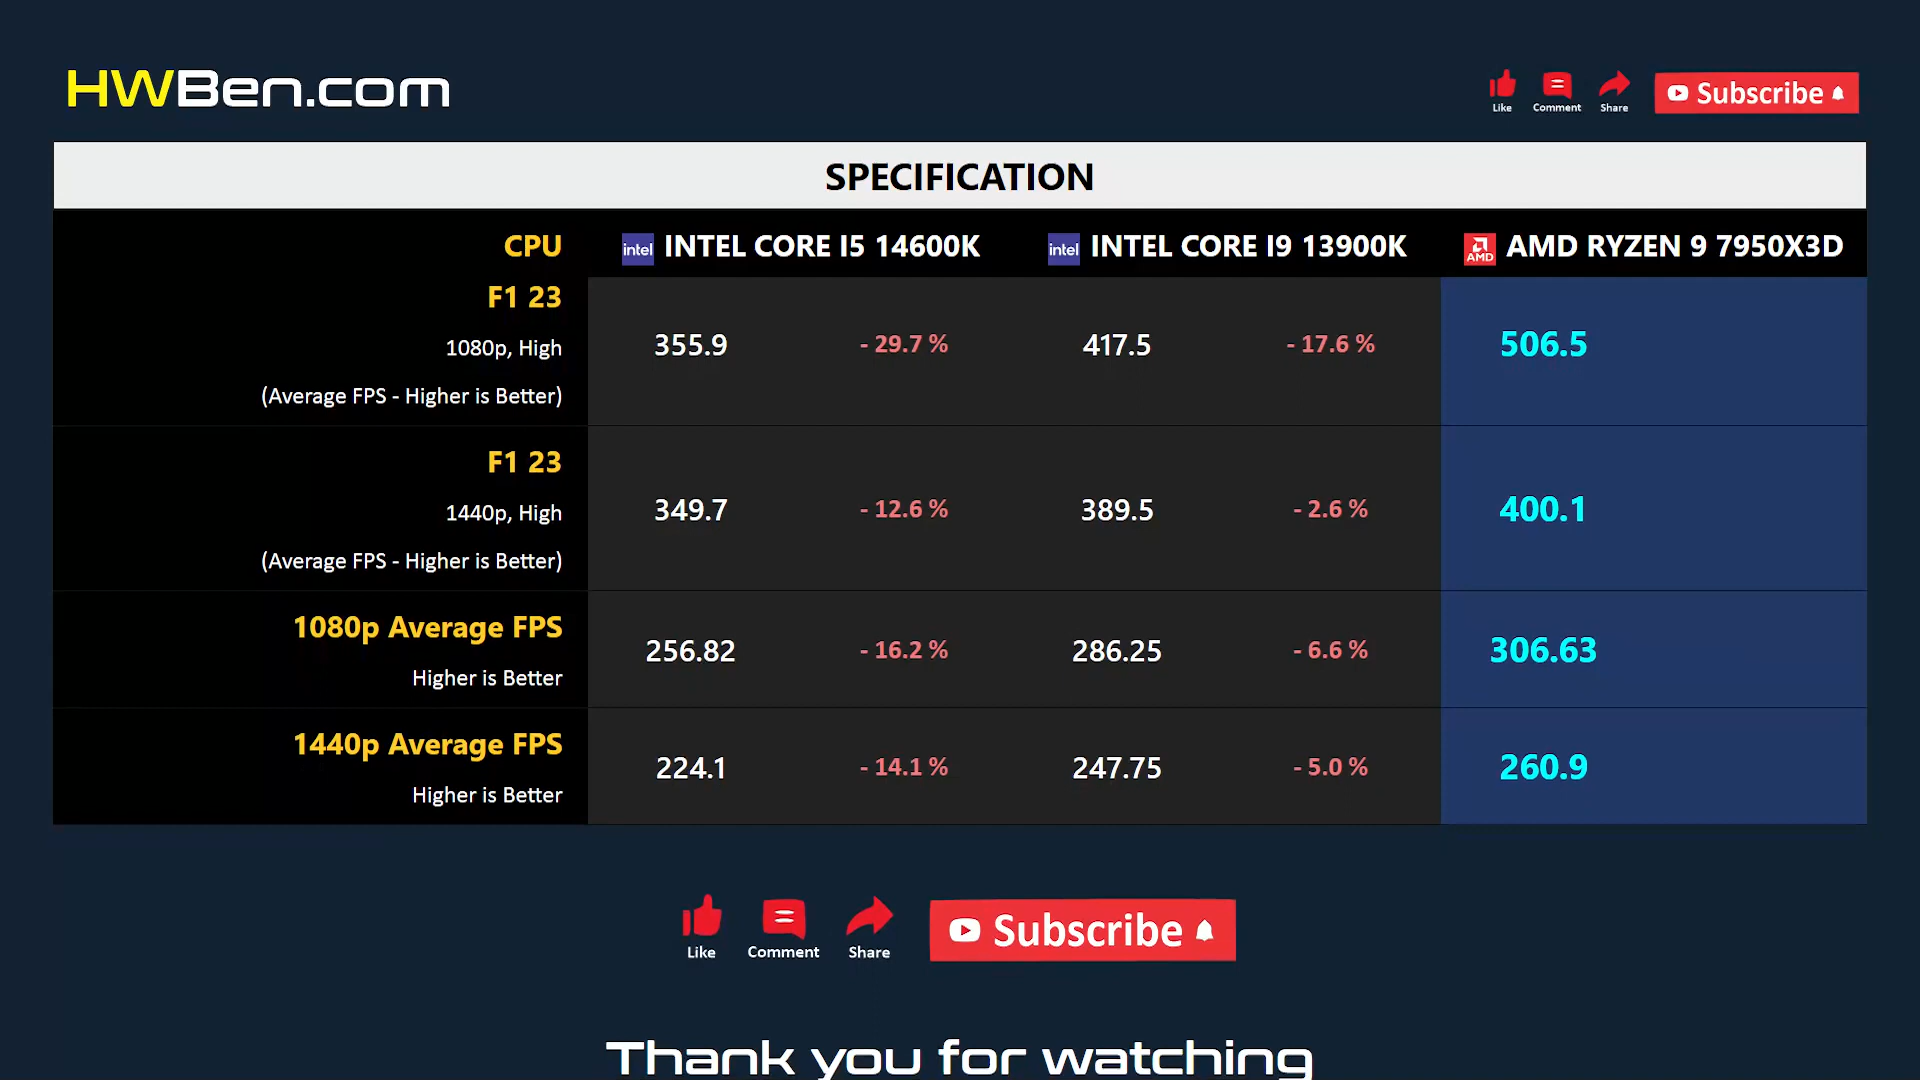 HWBen.com
Like Comment Share Subscribe
SPECIFICATION
CPU intel INTEL CORE I5 14600K intel INTEL CORE I9 13900K AMD AMD RYZEN 9 7950X3D
F1 23
1080p, High 355.9 - 29.7 % 417.5 - 17.6 % 506.5
(Average FPS - Higher is Better)
F1 23
1440p, High 349.7 - 12.6 % 389.5 - 2.6 % 400.1
(Average FPS - Higher is Better)
1080p Average FPS 256.82 - 16.2 % 286.25 - 6.6 % 306.63
Higher is Better
1440p Average FPS 224.1 - 14.1 % 247.75 - 5.0 % 260.9
Higher is Better
Like Comment Share Subscribe
Thank you for watching